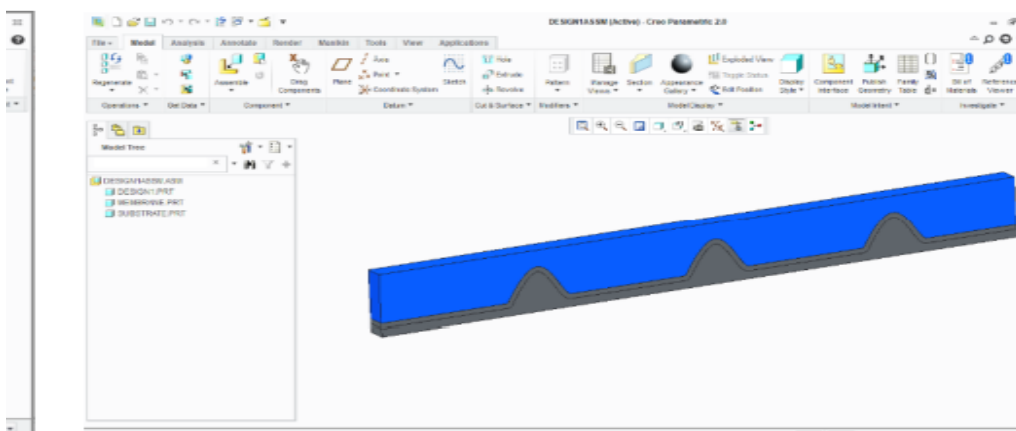 DESIGN1ASSM (Active) - Creo Parametric 2.0
File Model Analysis Annotate Render Manikin Tools View Applications
Regenerate Assemble Drag Components Plane Axis Point Coordinate System Sketch Hole Extrude Revolve Pattern Manage Views Section Appearance Gallery Exploded View Toggle Status Edit Position Display Style Component Interface Publish Geometry Family Table Bill of Materials Reference Viewer
Operations Get Data Component Datum Cut & Surface Modifiers Model Display Model Intent Investigate
Model Tree
DESIGN1ASSM.ASM
DESIGN1.PRT
MEMBRANE.PRT
SUBSTRATE.PRT